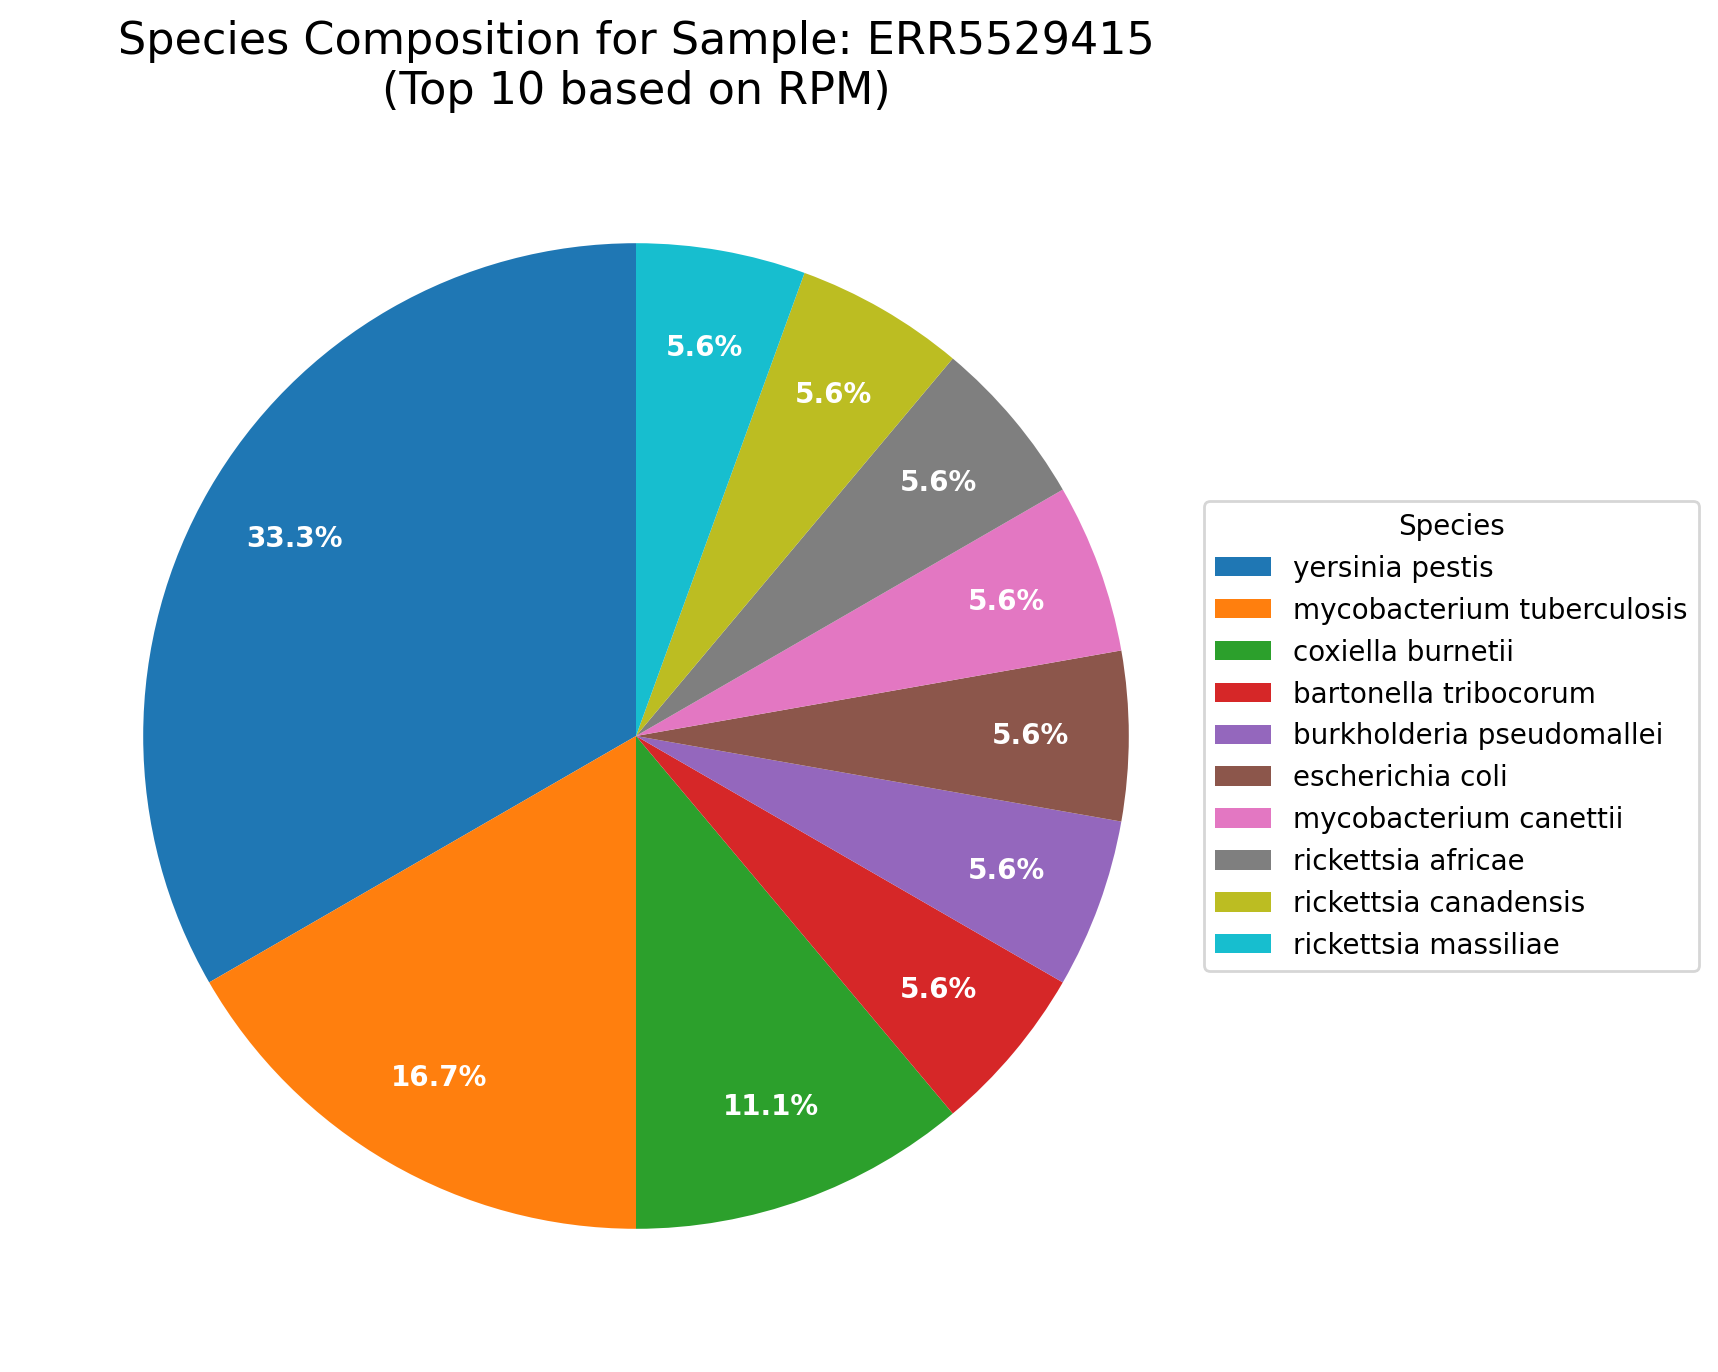 Species Composition for Sample: ERR5529415
(Top 10 based on RPM)
5.6%
5.6%
5.6%
33.3%
5.6%
5.6%
5.6%
5.6%
16.7%
11.1%
Species
yersinia pestis
mycobacterium tuberculosis
coxiella burnetii
bartonella tribocorum
burkholderia pseudomallei
escherichia coli
mycobacterium canettii
rickettsia africae
rickettsia canadensis
rickettsia massiliae